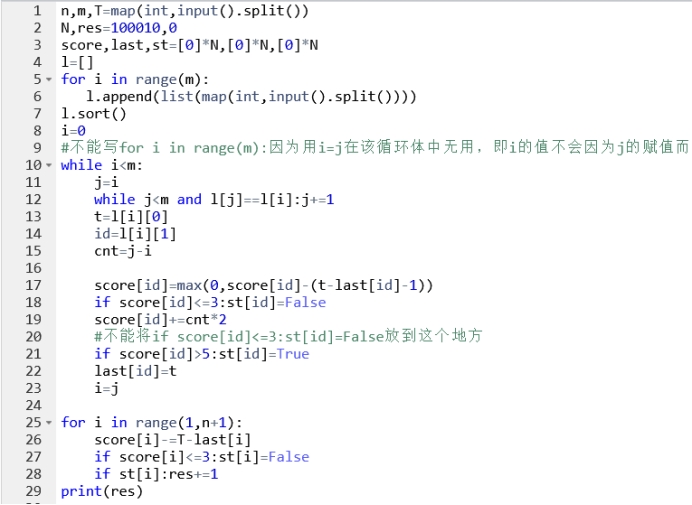 1 n,m,T=map(int,input().split())
2 N,res=100010,0
3 score,last,st=[0]*N,[0]*N,[0]*N
4 l=[]
5 for i in range(m):
6     l.append(list(map(int,input().split())))
7 l.sort()
8 i=0
9 #不能写for i in range(m):因为用i=j在该循环体中无用，即i的值不会因为j的赋值而
10 while i<m:
11     j=i
12     while j<m and l[j]==l[i]:j+=1
13     t=l[i][0]
14     id=l[i][1]
15     cnt=j-i
16
17     score[id]=max(0,score[id]-(t-last[id]-1))
18     if score[id]<=3:st[id]=False
19     score[id]+=cnt*2
20     #不能将if score[id]<=3:st[id]=False放到这个地方
21     if score[id]>5:st[id]=True
22     last[id]=t
23     i=j
24
25 for i in range(1,n+1):
26     score[i]-=T-last[i]
27     if score[i]<=3:st[i]=False
28     if st[i]:res+=1
29 print(res)